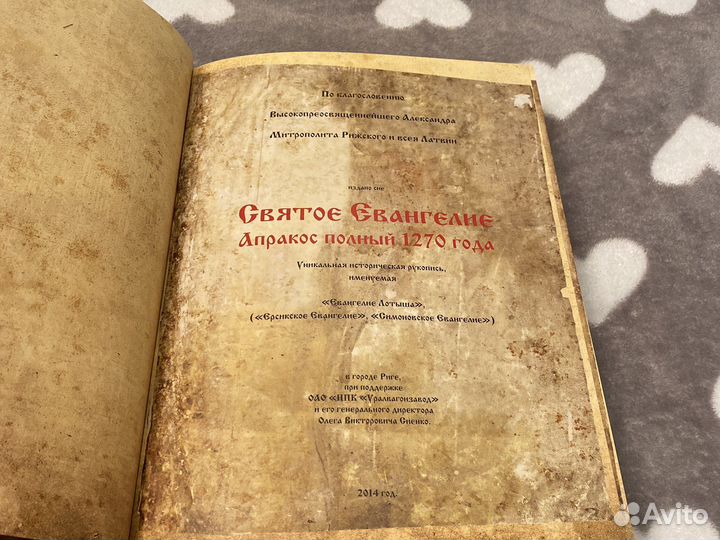 По благословению
Высокопреосвященнейшего Александра
Митрополита Рижского и всея Латвии
издано сие
Святое Евангелие
Апракос полный 1270 года
Уникальная историческая рукопись,
именуемая
«Евангелие Лотыша»,
(«Ерсикское Евангелие», «Симоновское Евангелие»)
в городе Риге,
при поддержке
ОАО «НПК «Уралвагонзавод»
и его генерального директора
Олега Викторовича Сиенко.
2014 год.
Avito